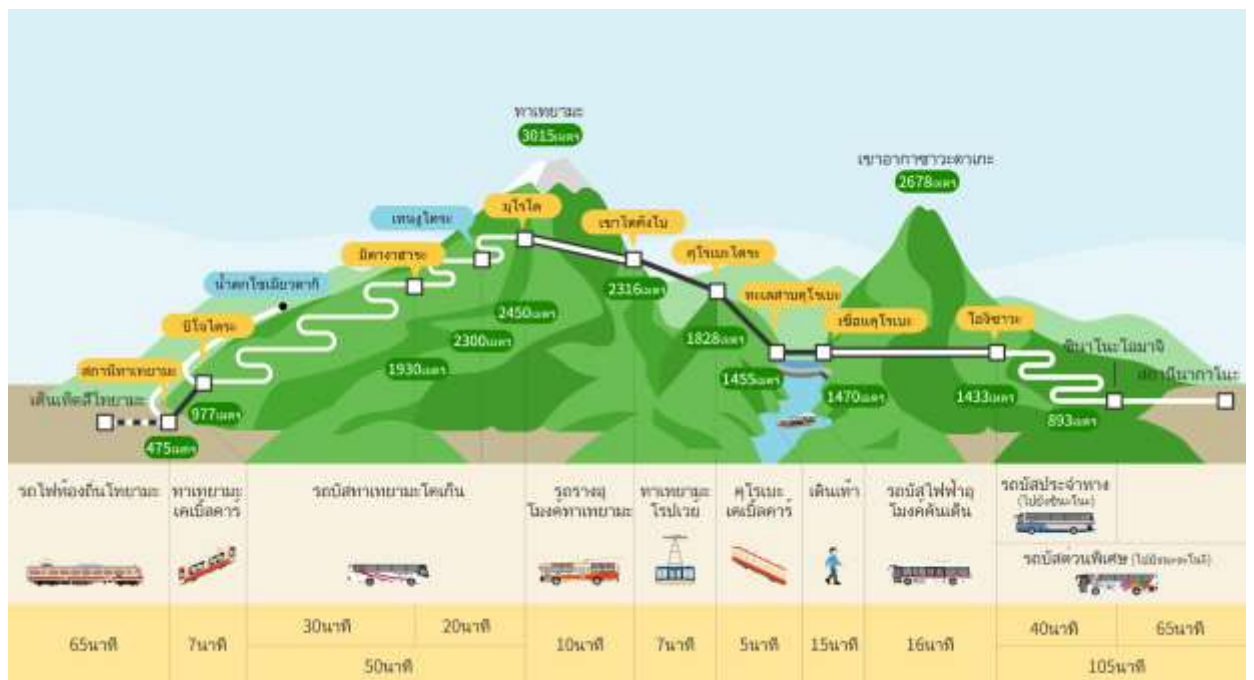 ทาเทยามะ
3015เมตร
เขาอากาซาวะดาเกะ
2678เมตร
เทนงูไดระ
มุโรโด
เขาไดคังโบ
มิดางาฮาระ
คุโรเบะไดระ
น้ำตกโชเมียวดากิ
2316เมตร
ทะเลสาบคุโรเบะ
2450เมตร
บิโจไดระ
1828เมตร
เขื่อนคุโรเบะ
โอกิซาวะ
2300เมตร
ชินาโนะโอมาจิ
สถานีทาเทยามะ
1930เมตร
1455เมตร
สถานีนากาโนะ
เด็นเท็ตสึโทยามะ
977เมตร
1470เมตร
1433เมตร
893เมตร
475เมตร
รถไฟท้องถิ่นโทยามะ
ทาเทยามะ
เคเบิ้ลคาร์
รถบัสทาเทยามะโคเก็น
รถรางอุ
โมงค์ทาเทยามะ
ทาเทยามะ
โรปเวย์
คุโรเบะ
เคเบิ้ลคาร์
เดินเท้า
รถบัสไฟฟ้าอุ
โมงค์คันเด็น
รถบัสประจำทาง
รถบัสด่วนพิเศษ
65นาที
7นาที
30นาที
20นาที
50นาที
10นาที
7นาที
5นาที
15นาที
16นาที
40นาที
65นาที
105นาที